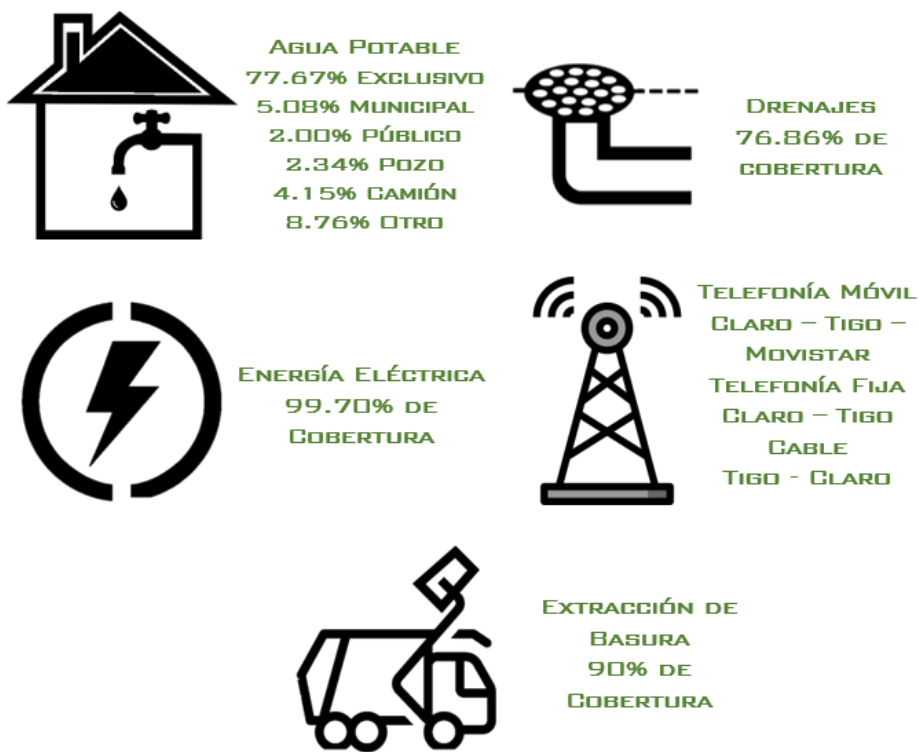 Agua Potable
77.67% Exclusivo
5.08% Municipal
2.00% Público
2.34% Pozo
4.15% Camión
8.76% Otro
Drenajes
76.86% de
cobertura
Energía Eléctrica
99.70% de
Cobertura
Telefonía Móvil
Claro – Tigo –
Movistar
Telefonía Fija
Claro – Tigo
Cable
Tigo - Claro
Extracción de
Basura
90% de
Cobertura